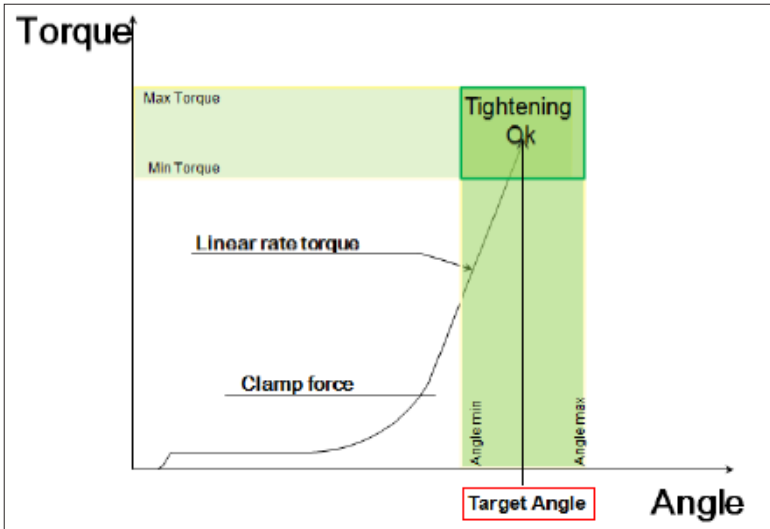 Torque
Max Torque
Tightening
Ok
Min Torque
Linear rate torque
Clamp force
Angle min
Angle max
Target Angle
Angle